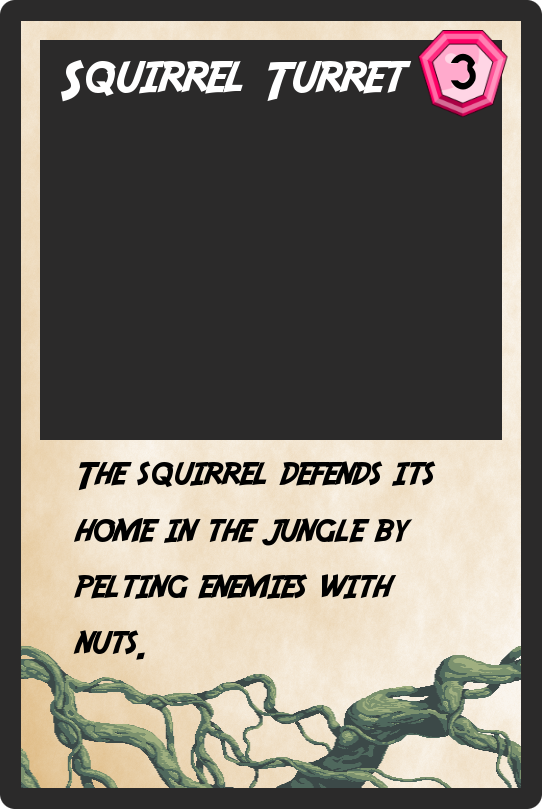 Squirrel Turret 3
The squirrel defends its
home in the jungle by
pelting enemies with
nuts.